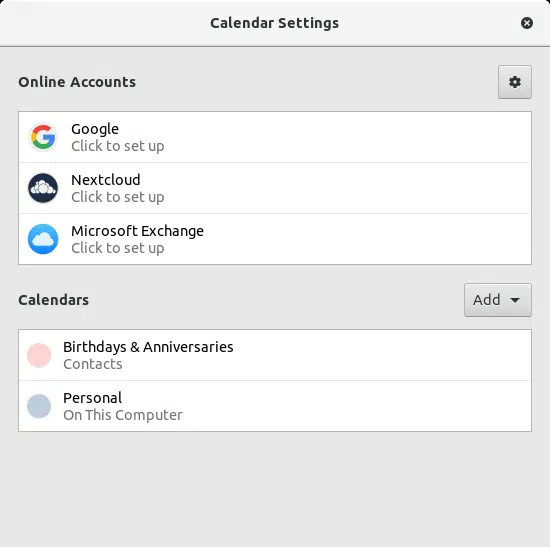 Calendar Settings
Online Accounts
Google
Click to set up
Nextcloud
Click to set up
Microsoft Exchange
Click to set up
Calendars
Add
Birthdays & Anniversaries
Contacts
Personal
On This Computer